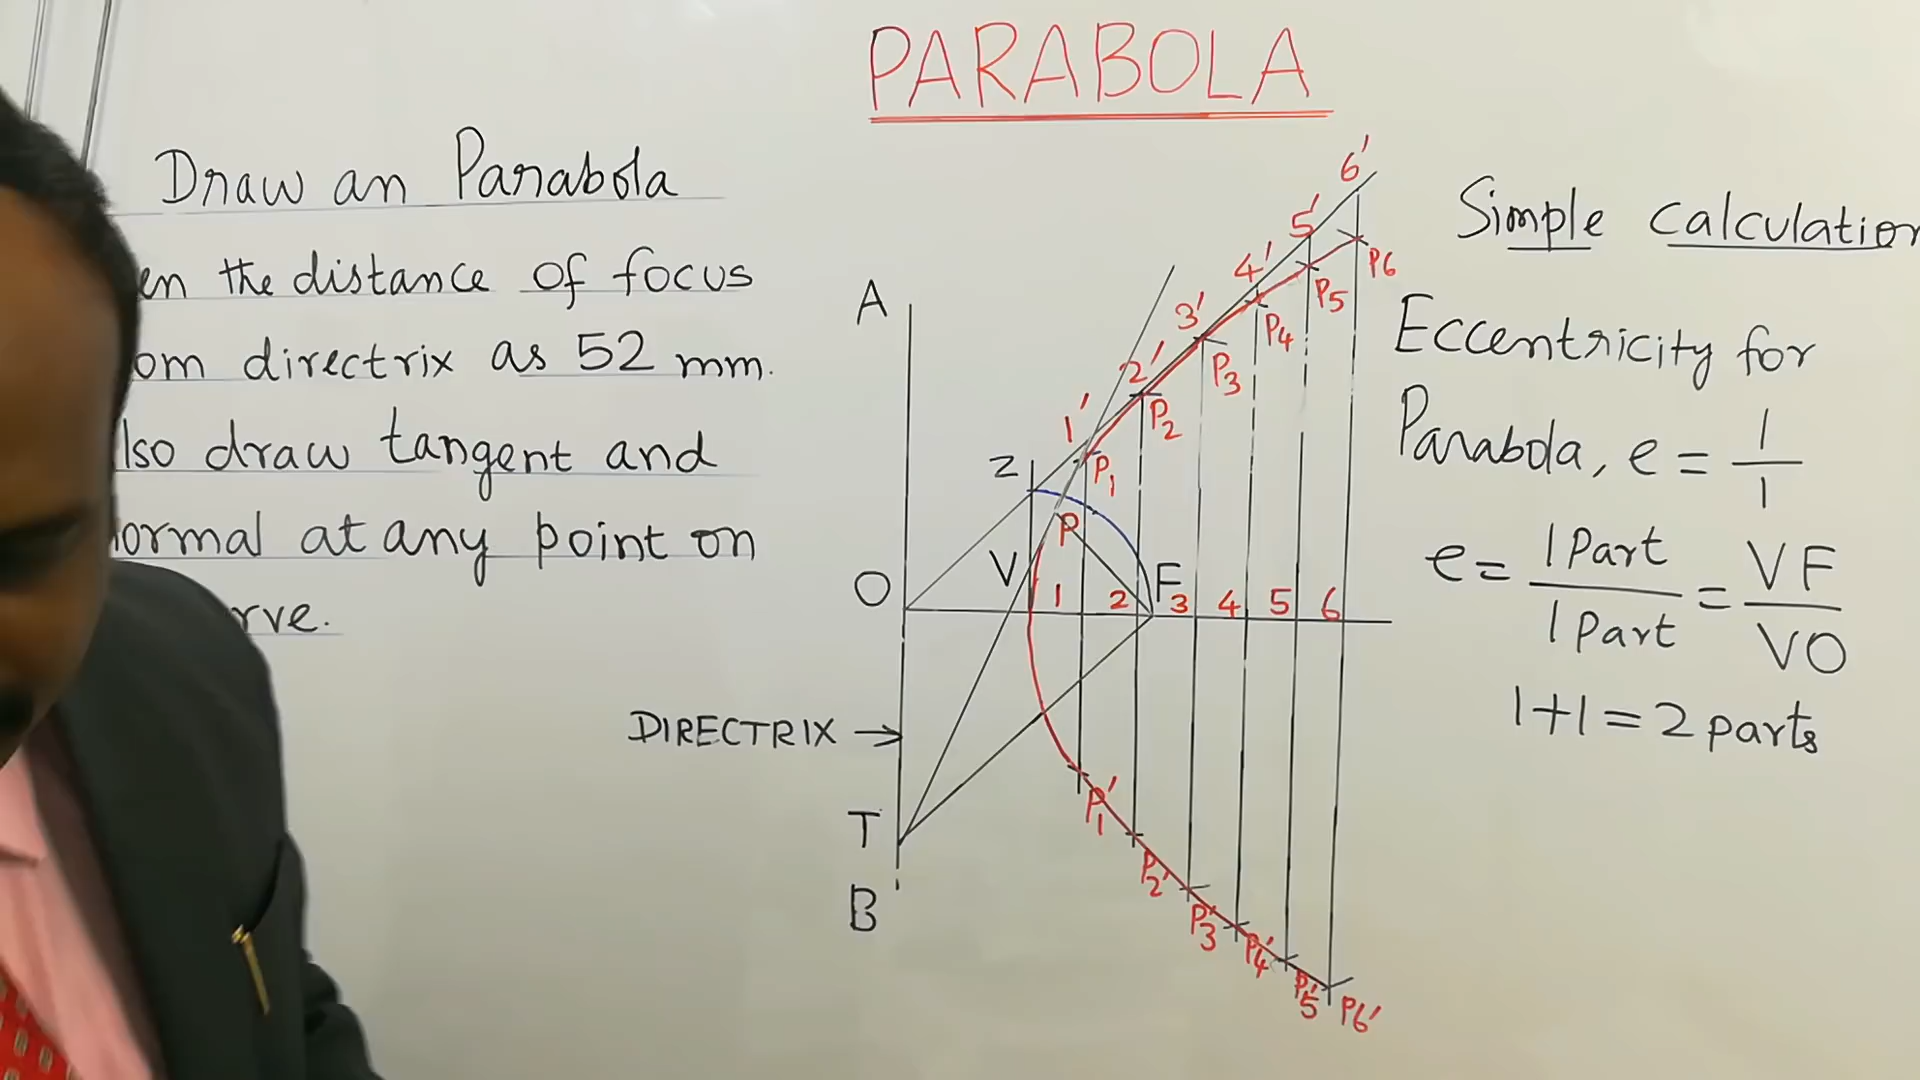 PARABOLA
Draw an Parabola
en the distance of focus
om directrix as 52 mm.
lso draw tangent and
ormal at any point on
rve.
A
O
DIRECTRIX →
T
B
Z
V
P
F
1 2 3 4 5 6
1' 2' 3' 4' 5' 6'
P1 P2 P3 P4 P5 P6
P1' P2' P3' P4' P5' P6'
Simple Calculation
Eccentricity for
Parabola, e = 1/1
e = 1 Part/1 Part = VF/VO
1+1 = 2 parts